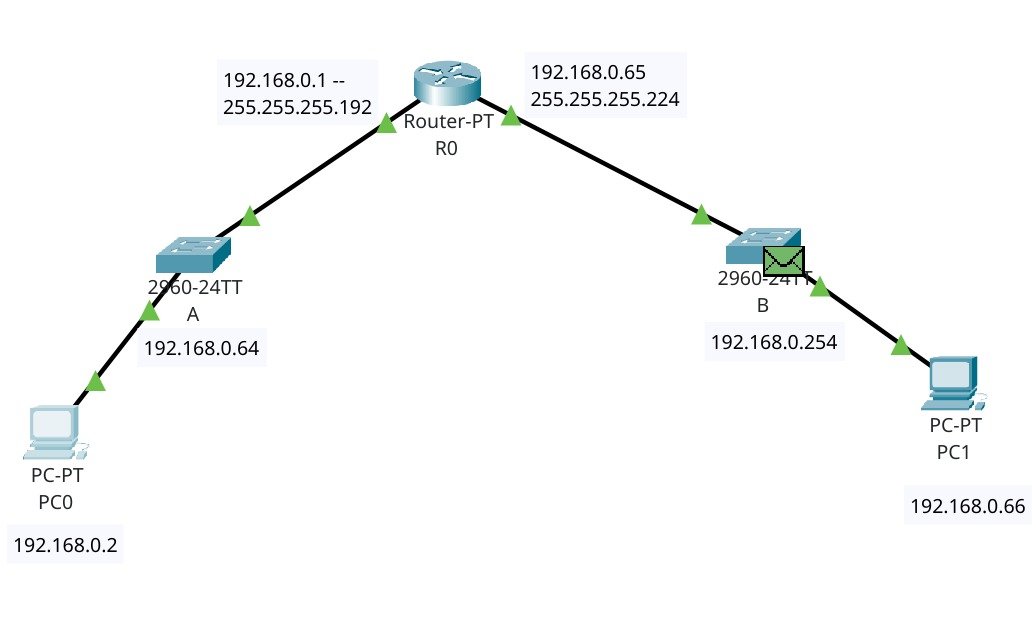 192.168.0.1 --
255.255.255.192
192.168.0.65
255.255.255.224
Router-PT
R0
2960-24TT
A
192.168.0.64
2960-24TT
B
192.168.0.254
PC-PT
PC0
192.168.0.2
PC-PT
PC1
192.168.0.66